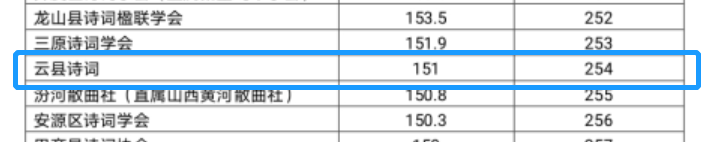 龙山县诗词楹联学会 153.5 252
三原诗词学会 151.9 253
云县诗词 151 254
汾河散曲社（直属山西黄河散曲社） 150.8 255
安源区诗词学会 150.3 256